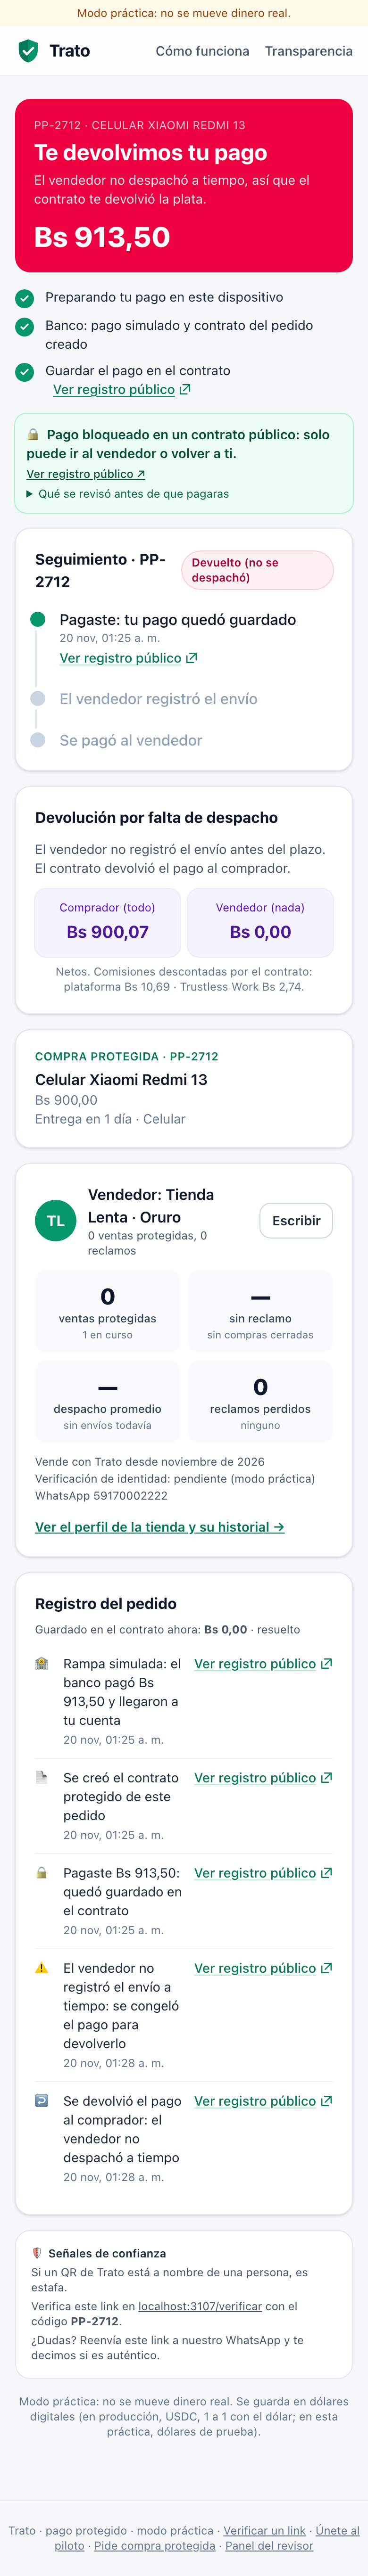 Modo práctica: no se mueve dinero real.
Trato
Cómo funciona
Transparencia
PP-2712 · CELULAR XIAOMI REDMI 13
Te devolvimos tu pago
El vendedor no despachó a tiempo, así que el
contrato te devolvió la plata.
Bs 913,50
Preparando tu pago en este dispositivo
Banco: pago simulado y contrato del pedido
creado
Guardar el pago en el contrato
Ver registro público
Pago bloqueado en un contrato público: solo
puede ir al vendedor o volver a ti.
Ver registro público ↗
▶ Qué se revisó antes de que pagaras
Seguimiento · PP-
2712
Devuelto (no se
despachó)
Pagaste: tu pago quedó guardado
20 nov, 01:25 a. m.
Ver registro público
El vendedor registró el envío
Se pagó al vendedor
Devolución por falta de despacho
El vendedor no registró el envío antes del plazo.
El contrato devolvió el pago al comprador.
Comprador (todo)
Bs 900,07
Vendedor (nada)
Bs 0,00
Netos. Comisiones descontadas por el contrato:
plataforma Bs 10,69 · Trustless Work Bs 2,74.
COMPRA PROTEGIDA · PP-2712
Celular Xiaomi Redmi 13
Bs 900,00
Entrega en 1 día · Celular
TL
Vendedor: Tienda
Lenta · Oruro
0 ventas protegidas, 0
reclamos
Escribir
0
ventas protegidas
1 en curso
—
sin reclamo
sin compras cerradas
—
despacho promedio
sin envíos todavía
0
reclamos perdidos
ninguno
Vende con Trato desde noviembre de 2026
Verificación de identidad: pendiente (modo práctica)
WhatsApp 59170002222
Ver el perfil de la tienda y su historial →
Registro del pedido
Guardado en el contrato ahora: Bs 0,00 · resuelto
Rampa simulada: el
banco pagó Bs
913,50 y llegaron a
tu cuenta
20 nov, 01:25 a. m.
Ver registro público
Se creó el contrato
protegido de este
pedido
20 nov, 01:25 a. m.
Ver registro público
Pagaste Bs 913,50:
quedó guardado en
el contrato
20 nov, 01:25 a. m.
Ver registro público
El vendedor no
registró el envío a
tiempo: se congeló
el pago para
devolverlo
20 nov, 01:28 a. m.
Ver registro público
Se devolvió el pago
al comprador: el
vendedor no
despachó a tiempo
20 nov, 01:28 a. m.
Ver registro público
Señales de confianza
Si un QR de Trato está a nombre de una persona, es
estafa.
Verifica este link en localhost:3107/verificar con el
código PP-2712.
¿Dudas? Reenvía este link a nuestro WhatsApp y te
decimos si es auténtico.
Modo práctica: no se mueve dinero real. Se guarda en dólares
digitales (en producción, USDC, 1 a 1 con el dólar; en esta
práctica, dólares de prueba).
Trato · pago protegido · modo práctica · Verificar un link · Únete al
piloto · Pide compra protegida · Panel del revisor